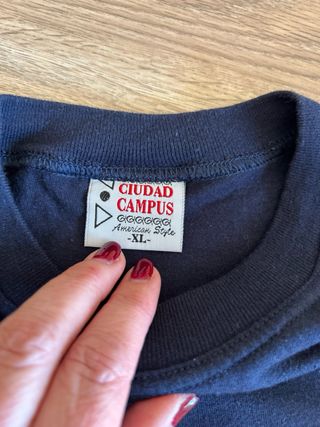 CIUDAD
CAMPUS
American Style
-XL-